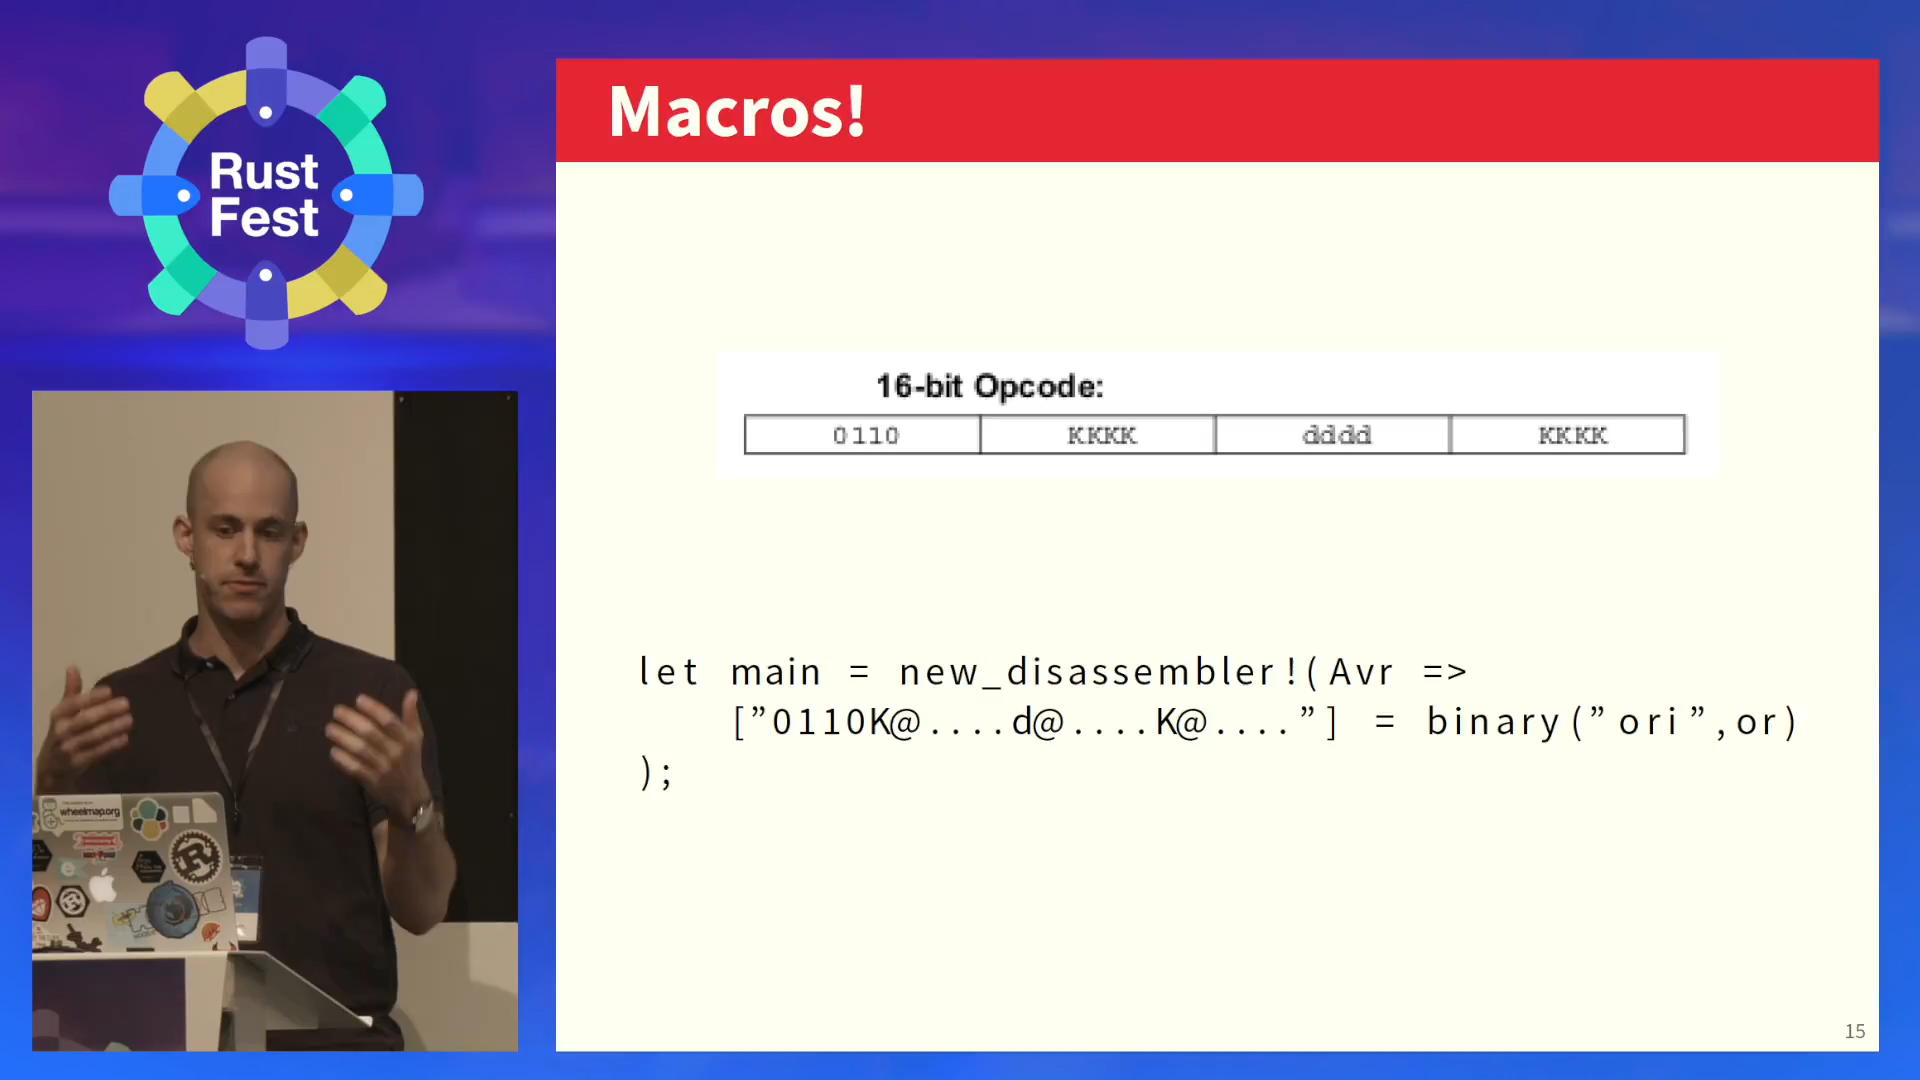 Rust
Fest
Macros!
16-bit Opcode:
0110 KKKK dddd KKKK
let main = new_disassembler!(Avr =>
["0110K@....d@....K@...."] = binary("ori",or)
);
wheelmap.org
R
15